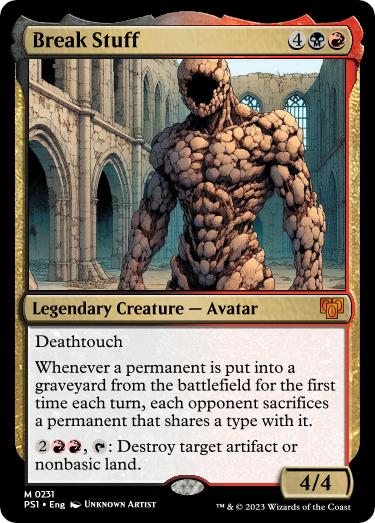 Break Stuff 4
Legendary Creature — Avatar
Deathtouch
Whenever a permanent is put into a
graveyard from the battlefield for the first
time each turn, each opponent sacrifices
a permanent that shares a type with it.
2, : Destroy target artifact or
nonbasic land.
4/4
M 0231
PS1 • Eng Unknown Artist
™ & © 2023 Wizards of the Coast